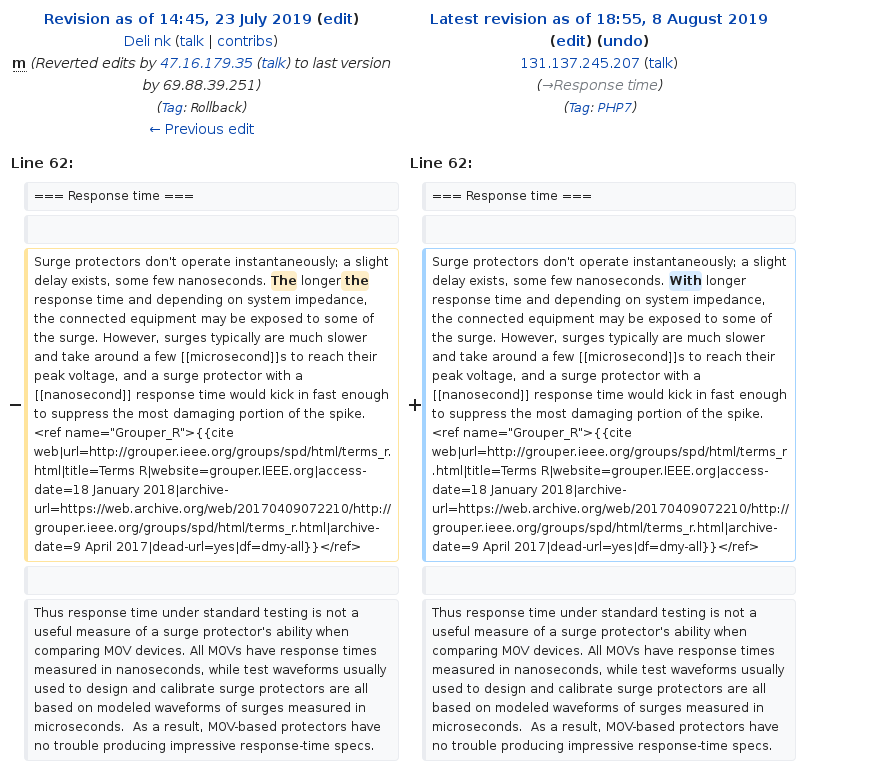 Revision as of 14:45, 23 July 2019 (edit)
Deli nk (talk | contribs)
m (Reverted edits by 47.16.179.35 (talk) to last version
by 69.88.39.251)
(Tag: Rollback)
← Previous edit
Latest revision as of 18:55, 8 August 2019
(edit) (undo)
131.137.245.207 (talk)
(→Response time)
(Tag: PHP7)
Line 62:
Line 62:
=== Response time ===
=== Response time ===
−
Surge protectors don't operate instantaneously; a slight
delay exists, some few nanoseconds. The longer the
response time and depending on system impedance,
the connected equipment may be exposed to some of
the surge. However, surges typically are much slower
and take around a few [[microsecond]]s to reach their
peak voltage, and a surge protector with a
[[nanosecond]] response time would kick in fast enough
to suppress the most damaging portion of the spike.
<ref name="Grouper_R">{{cite
web|url=http://grouper.ieee.org/groups/spd/html/terms_r.
html|title=Terms R|website=grouper.IEEE.org|access-
date=18 January 2018|archive-
url=https://web.archive.org/web/20170409072210/http://
grouper.ieee.org/groups/spd/html/terms_r.html|archive-
date=9 April 2017|dead-url=yes|df=dmy-all}}</ref>
+
Surge protectors don't operate instantaneously; a slight
delay exists, some few nanoseconds. With longer
response time and depending on system impedance,
the connected equipment may be exposed to some of
the surge. However, surges typically are much slower
and take around a few [[microsecond]]s to reach their
peak voltage, and a surge protector with a
[[nanosecond]] response time would kick in fast enough
to suppress the most damaging portion of the spike.
<ref name="Grouper_R">{{cite
web|url=http://grouper.ieee.org/groups/spd/html/terms_r
.html|title=Terms R|website=grouper.IEEE.org|access-
date=18 January 2018|archive-
url=https://web.archive.org/web/20170409072210/http://
grouper.ieee.org/groups/spd/html/terms_r.html|archive-
date=9 April 2017|dead-url=yes|df=dmy-all}}</ref>
Thus response time under standard testing is not a
useful measure of a surge protector's ability when
comparing MOV devices. All MOVs have response times
measured in nanoseconds, while test waveforms usually
used to design and calibrate surge protectors are all
based on modeled waveforms of surges measured in
microseconds.  As a result, MOV-based protectors have
no trouble producing impressive response-time specs.
Thus response time under standard testing is not a
useful measure of a surge protector's ability when
comparing MOV devices. All MOVs have response times
measured in nanoseconds, while test waveforms usually
used to design and calibrate surge protectors are all
based on modeled waveforms of surges measured in
microseconds.  As a result, MOV-based protectors have
no trouble producing impressive response-time specs.